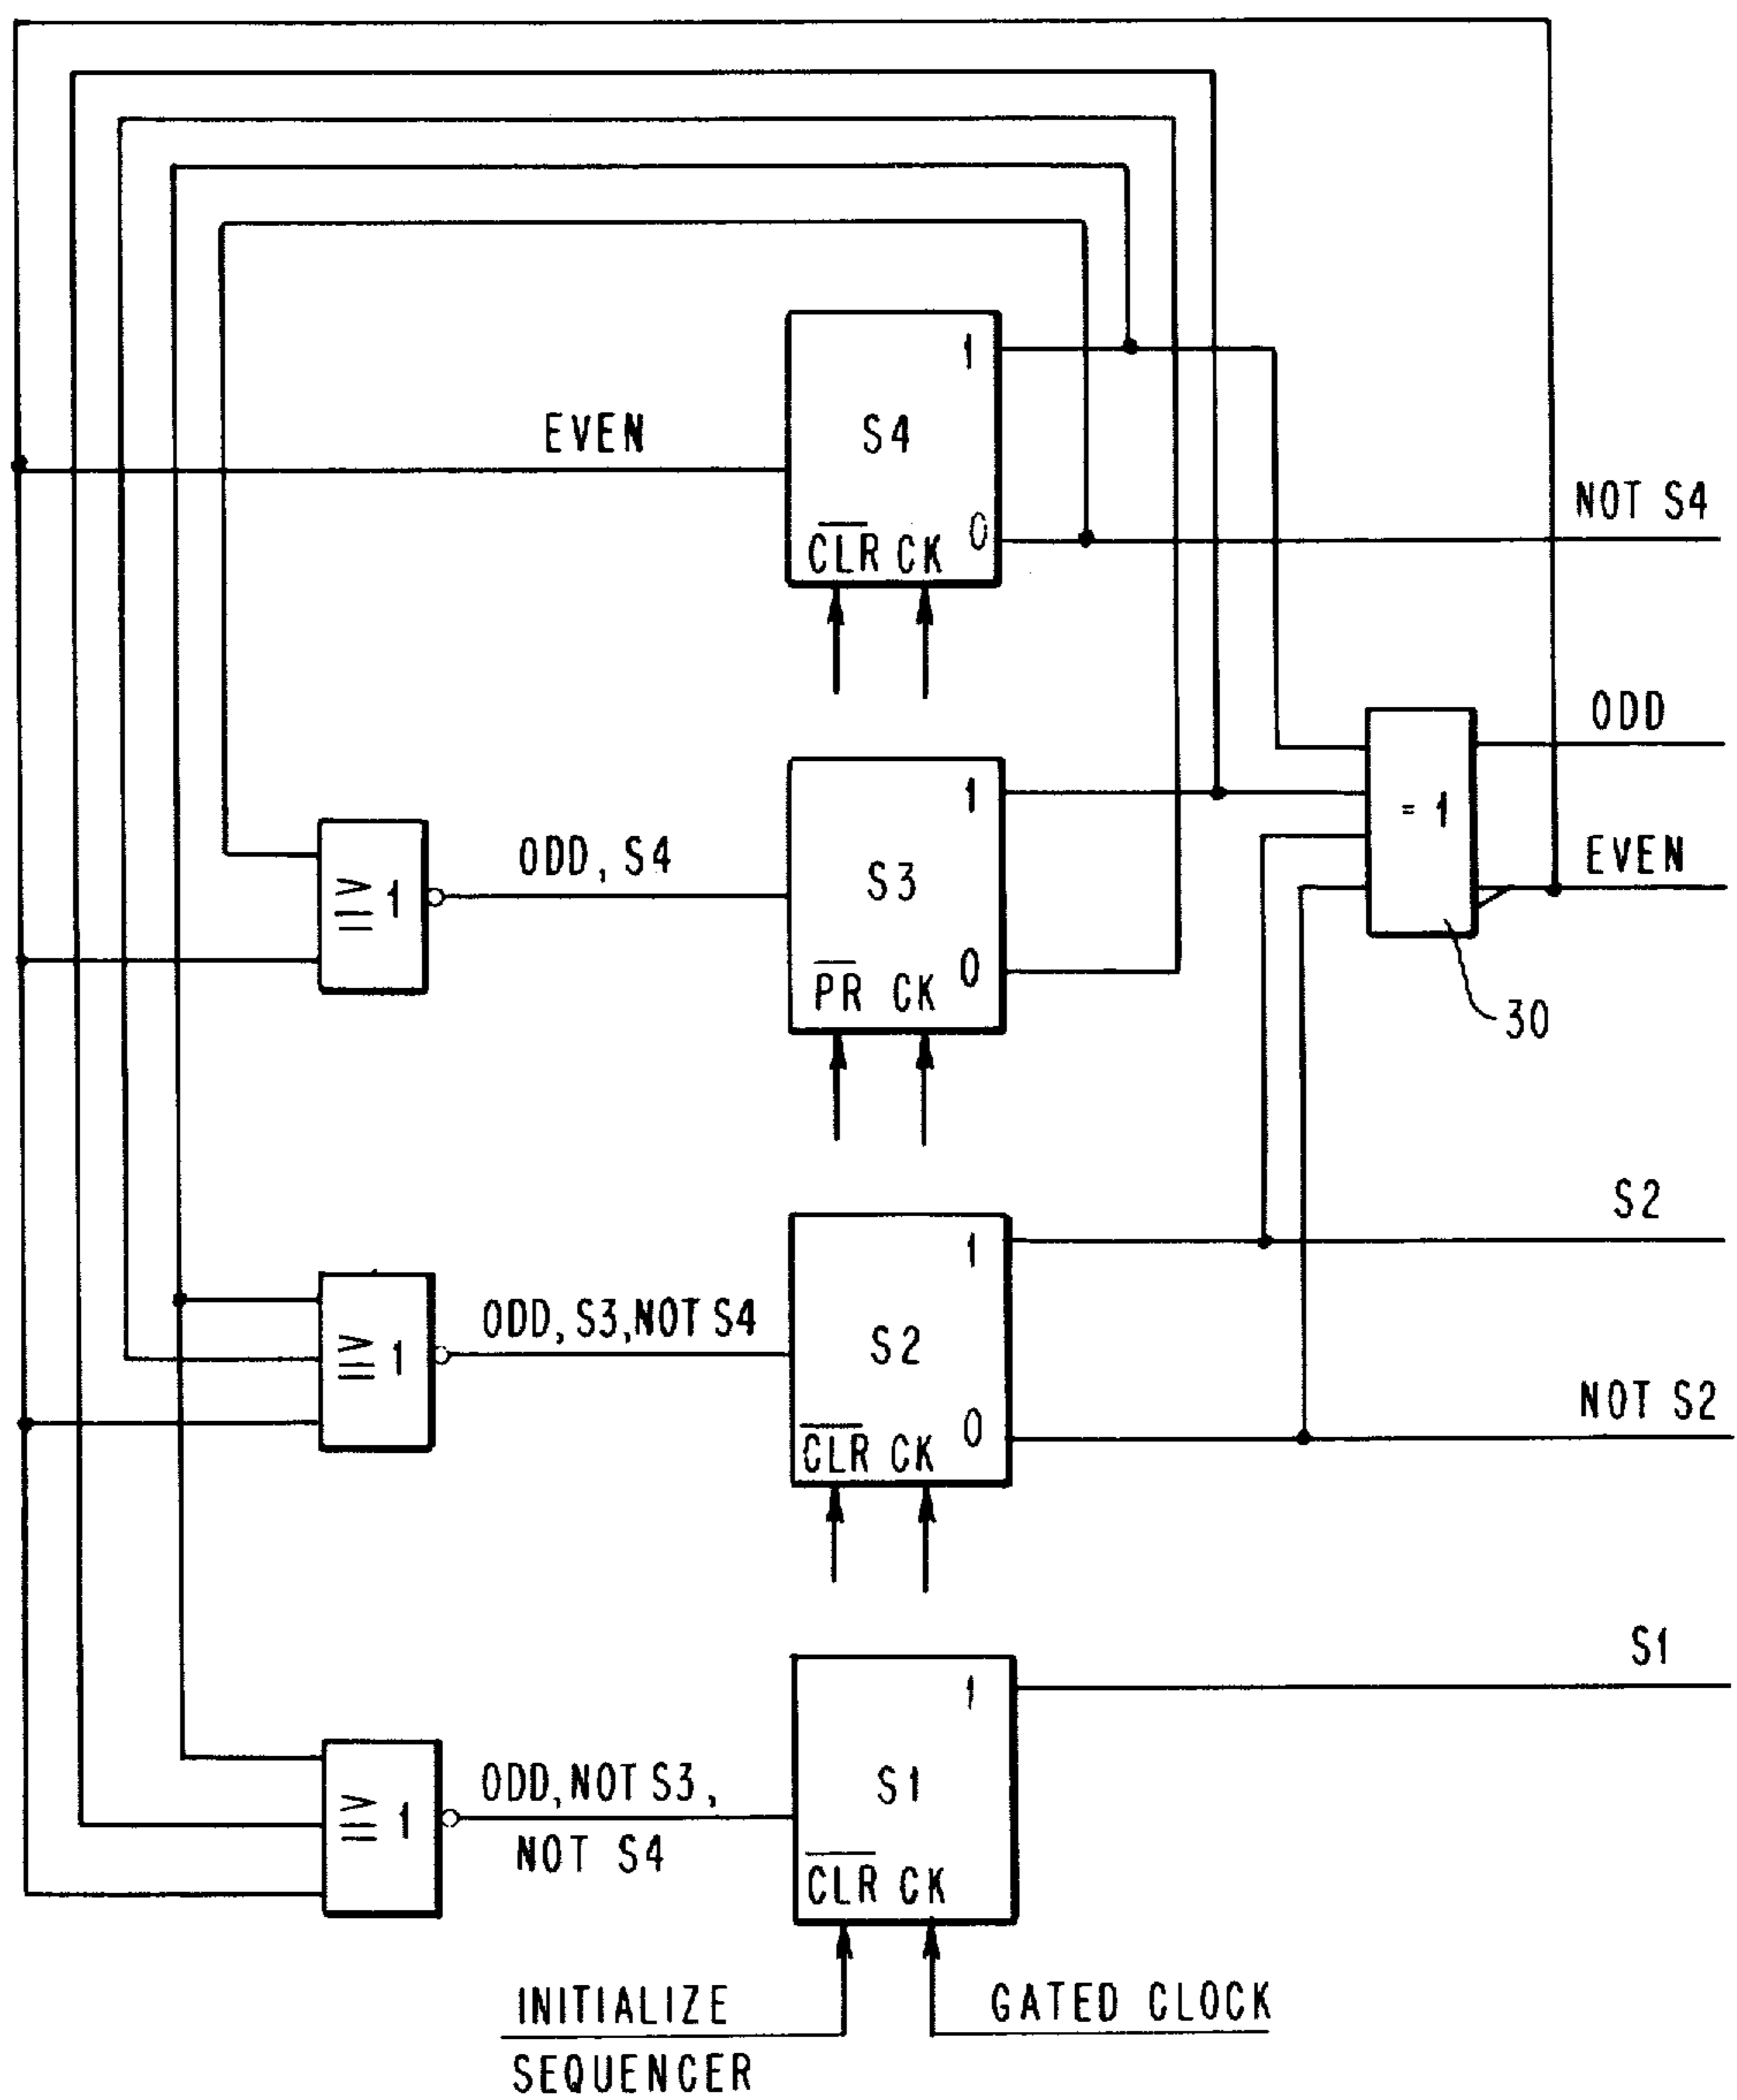 1
S4
EVEN
NOT S4
0
CLR CK
ODD
1
= 1
ODD, S4
EVEN
S3
≥ 1
0
PR CK
30
S2
1
ODD, S3, NOT S4
S2
≥ 1
NOT S2
0
CLR CK
S1
1
ODD, NOT S3,
S1
≥ 1
NOT S4
CLR CK
INITIALIZE
GATED CLOCK
SEQUENCER